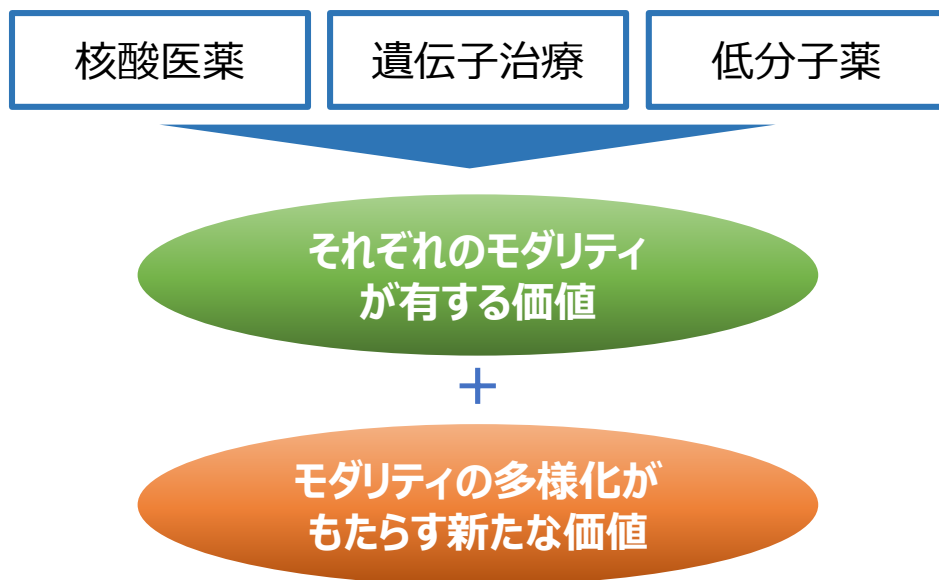 核酸医薬
遺伝子治療
低分子薬
それぞれのモダリティ
が有する価値
+
モダリティの多様化が
もたらす新たな価値